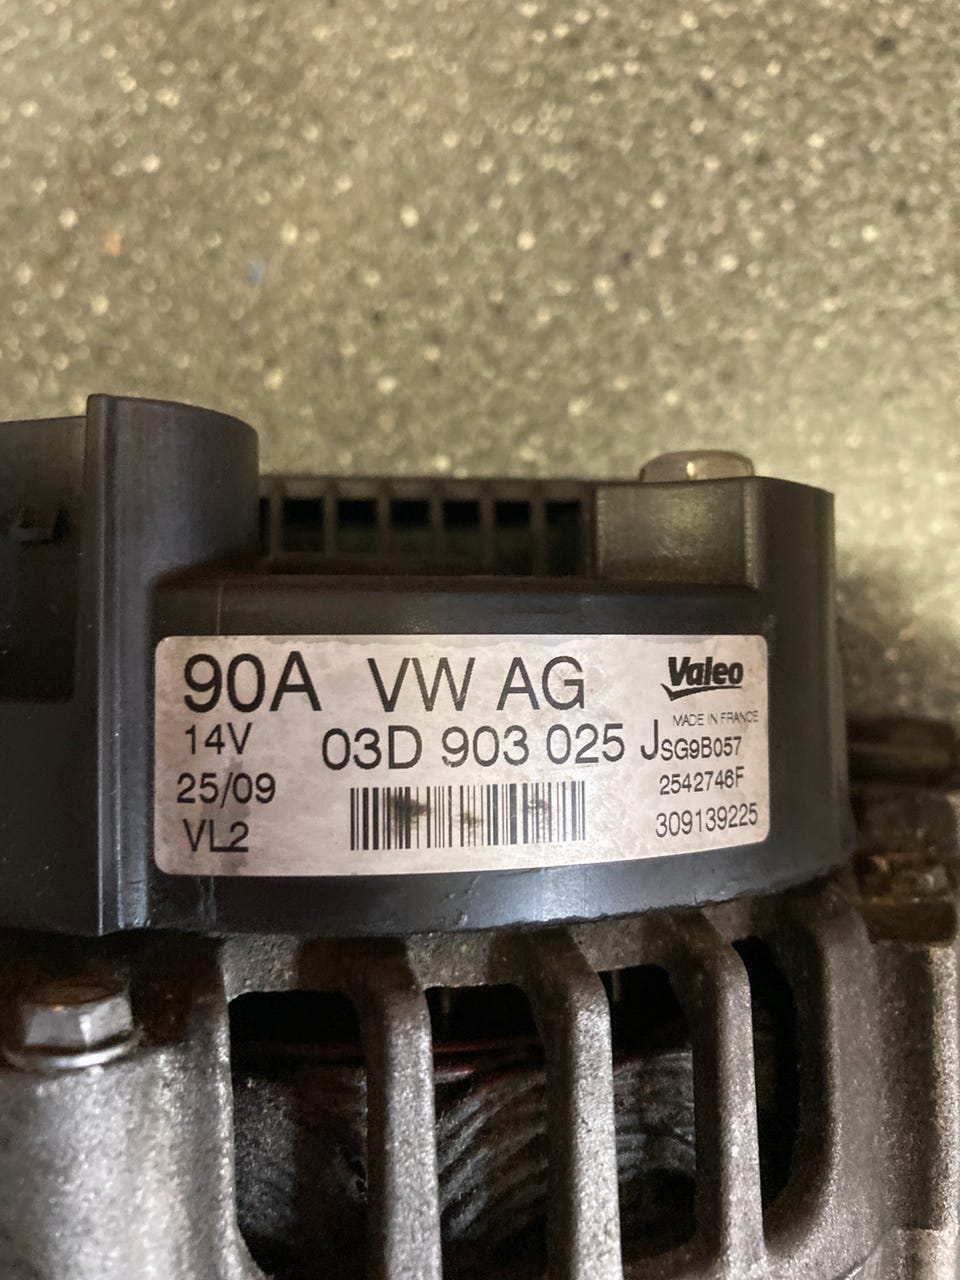 90A VW AG
Valeo
MADE IN FRANCE
14V 03D 903 025 J SG9B057
25/09 2542746F
VL2 309139225